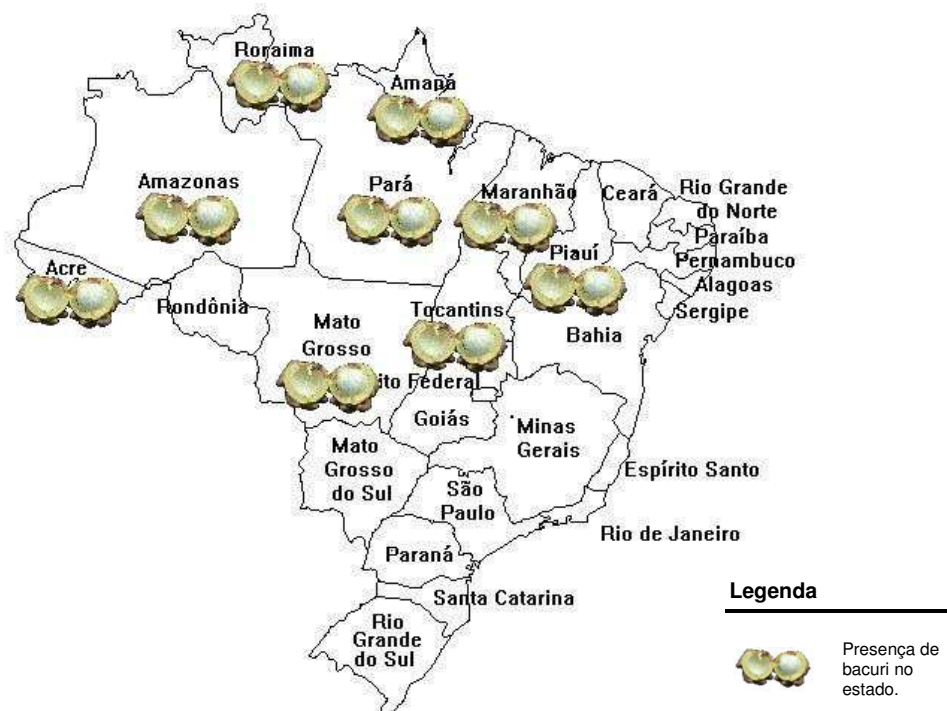 Roraima
Amapá
Amazonas
Pará
Maranhão
Ceará
Rio Grande
do Norte
Paraíba
Piauí
Pernambuco
Acre
Alagoas
Rondônia
Tocantins
Sergipe
Mato
Grosso
Bahia
ito Federal
Goiás
Minas
Gerais
Mato
Grosso
do Sul
Espírito Santo
São
Paulo
Rio de Janeiro
Paraná
Santa Catarina
Rio
Grande
do Sul
Legenda
Presença de
bacuri no
estado.